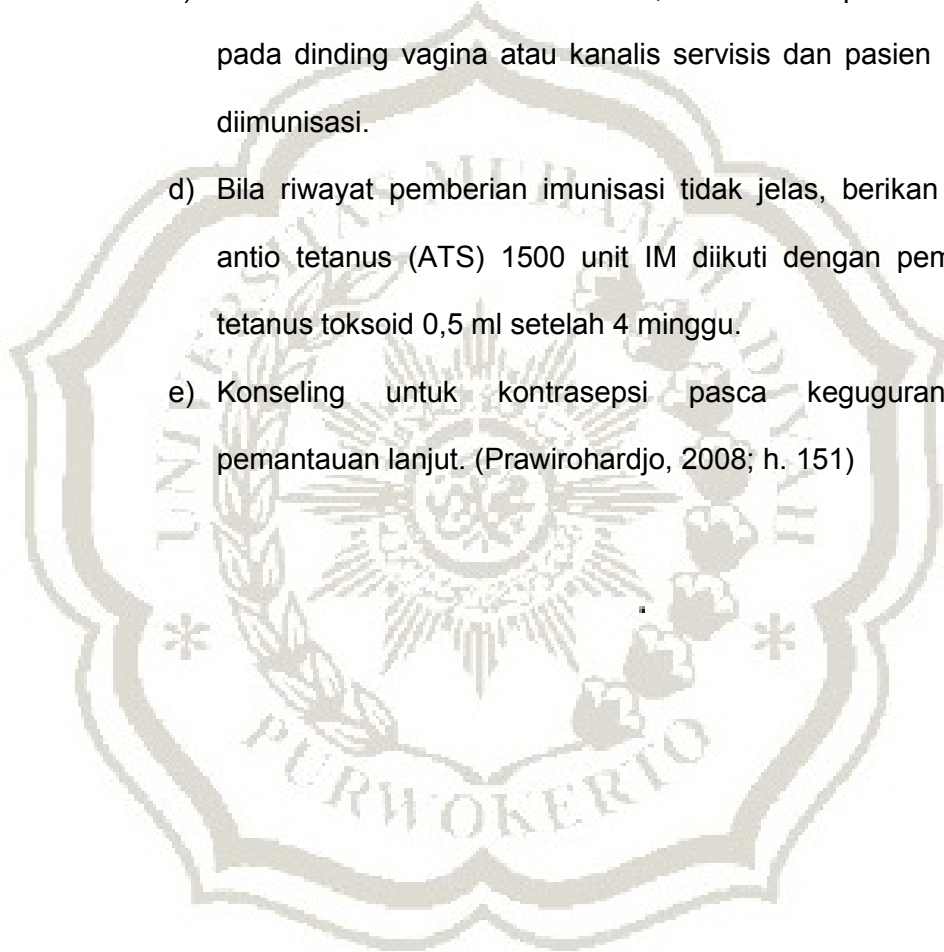 pada dinding vagina atau kanalis servisis dan pasien
diimunisasi.
d) Bila riwayat pemberian imunisasi tidak jelas, berikan
antio tetanus (ATS) 1500 unit IM diikuti dengan pem
tetanus toksoid 0,5 ml setelah 4 minggu.
e) Konseling untuk kontrasepsi pasca keguguran
pemantauan lanjut. (Prawirohardjo, 2008; h. 151)
UNIVERSITAS MUHAMMADIYAH
PURWOKERTO